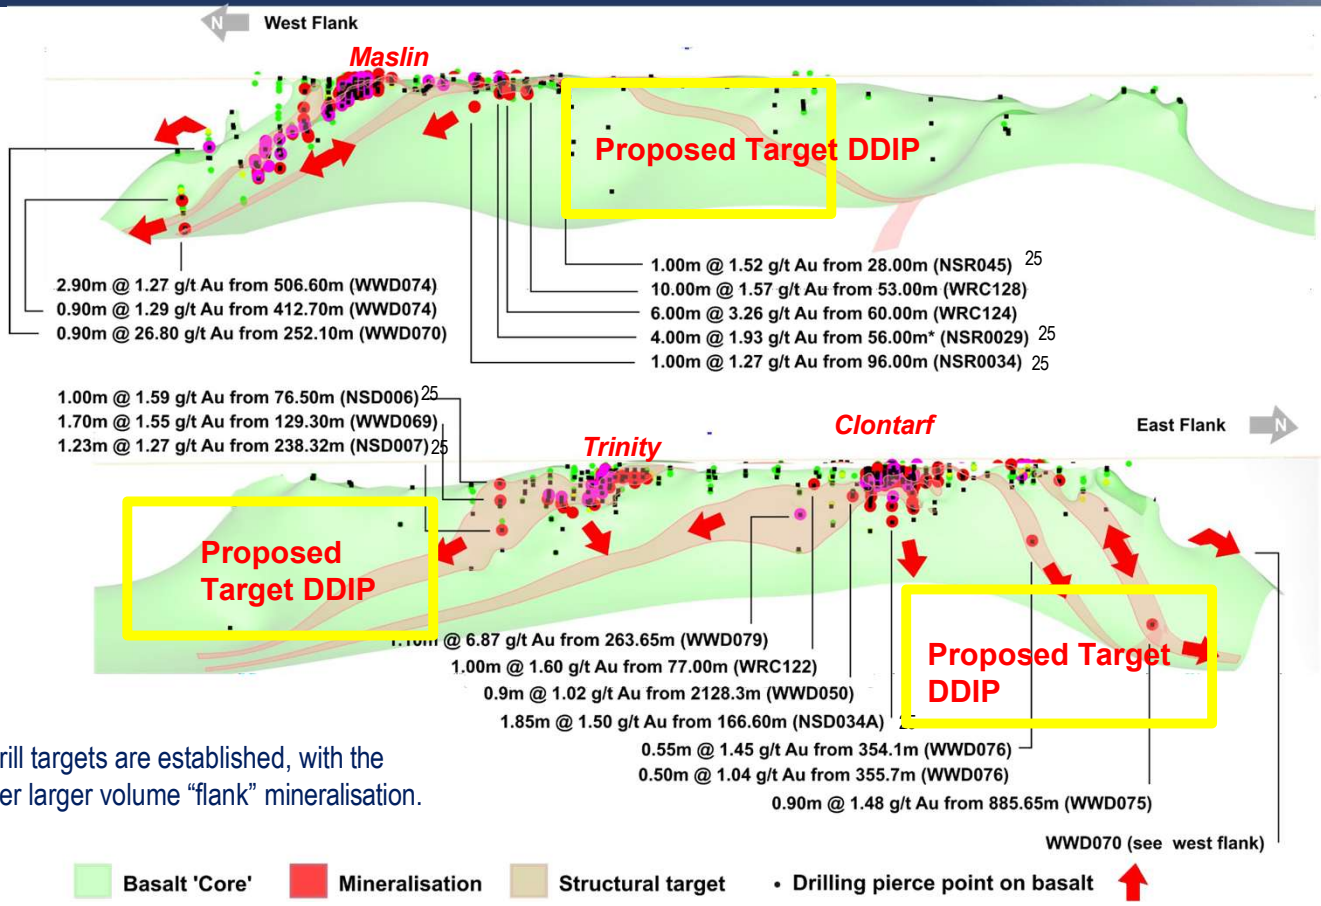 N West Flank
Maslin
Proposed Target DDIP
2.90m @ 1.27 g/t Au from 506.60m (WWD074)
0.90m @ 1.29 g/t Au from 412.70m (WWD074)
0.90m @ 26.80 g/t Au from 252.10m (WWD070)
1.00m @ 1.52 g/t Au from 28.00m (NSR045) 25
10.00m @ 1.57 g/t Au from 53.00m (WRC128)
6.00m @ 3.26 g/t Au from 60.00m (WRC124)
4.00m @ 1.93 g/t Au from 56.00m* (NSR0029) 25
1.00m @ 1.27 g/t Au from 96.00m (NSR0034) 25
1.00m @ 1.59 g/t Au from 76.50m (NSD006) 25
1.70m @ 1.55 g/t Au from 129.30m (WWD069)
1.23m @ 1.27 g/t Au from 238.32m (NSD007) 25
Trinity
Clontarf
East Flank N
Proposed
Target DDIP
1.10m @ 6.87 g/t Au from 263.65m (WWD079)
1.00m @ 1.60 g/t Au from 77.00m (WRC122)
0.9m @ 1.02 g/t Au from 2128.3m (WWD050)
1.85m @ 1.50 g/t Au from 166.60m (NSD034A) 25
0.55m @ 1.45 g/t Au from 354.1m (WWD076)
0.50m @ 1.04 g/t Au from 355.7m (WWD076)
0.90m @ 1.48 g/t Au from 885.65m (WWD075)
Proposed Target
DDIP
WWD070 (see west flank)
rill targets are established, with the
er larger volume “flank” mineralisation.
Basalt 'Core' Mineralisation Structural target • Drilling pierce point on basalt